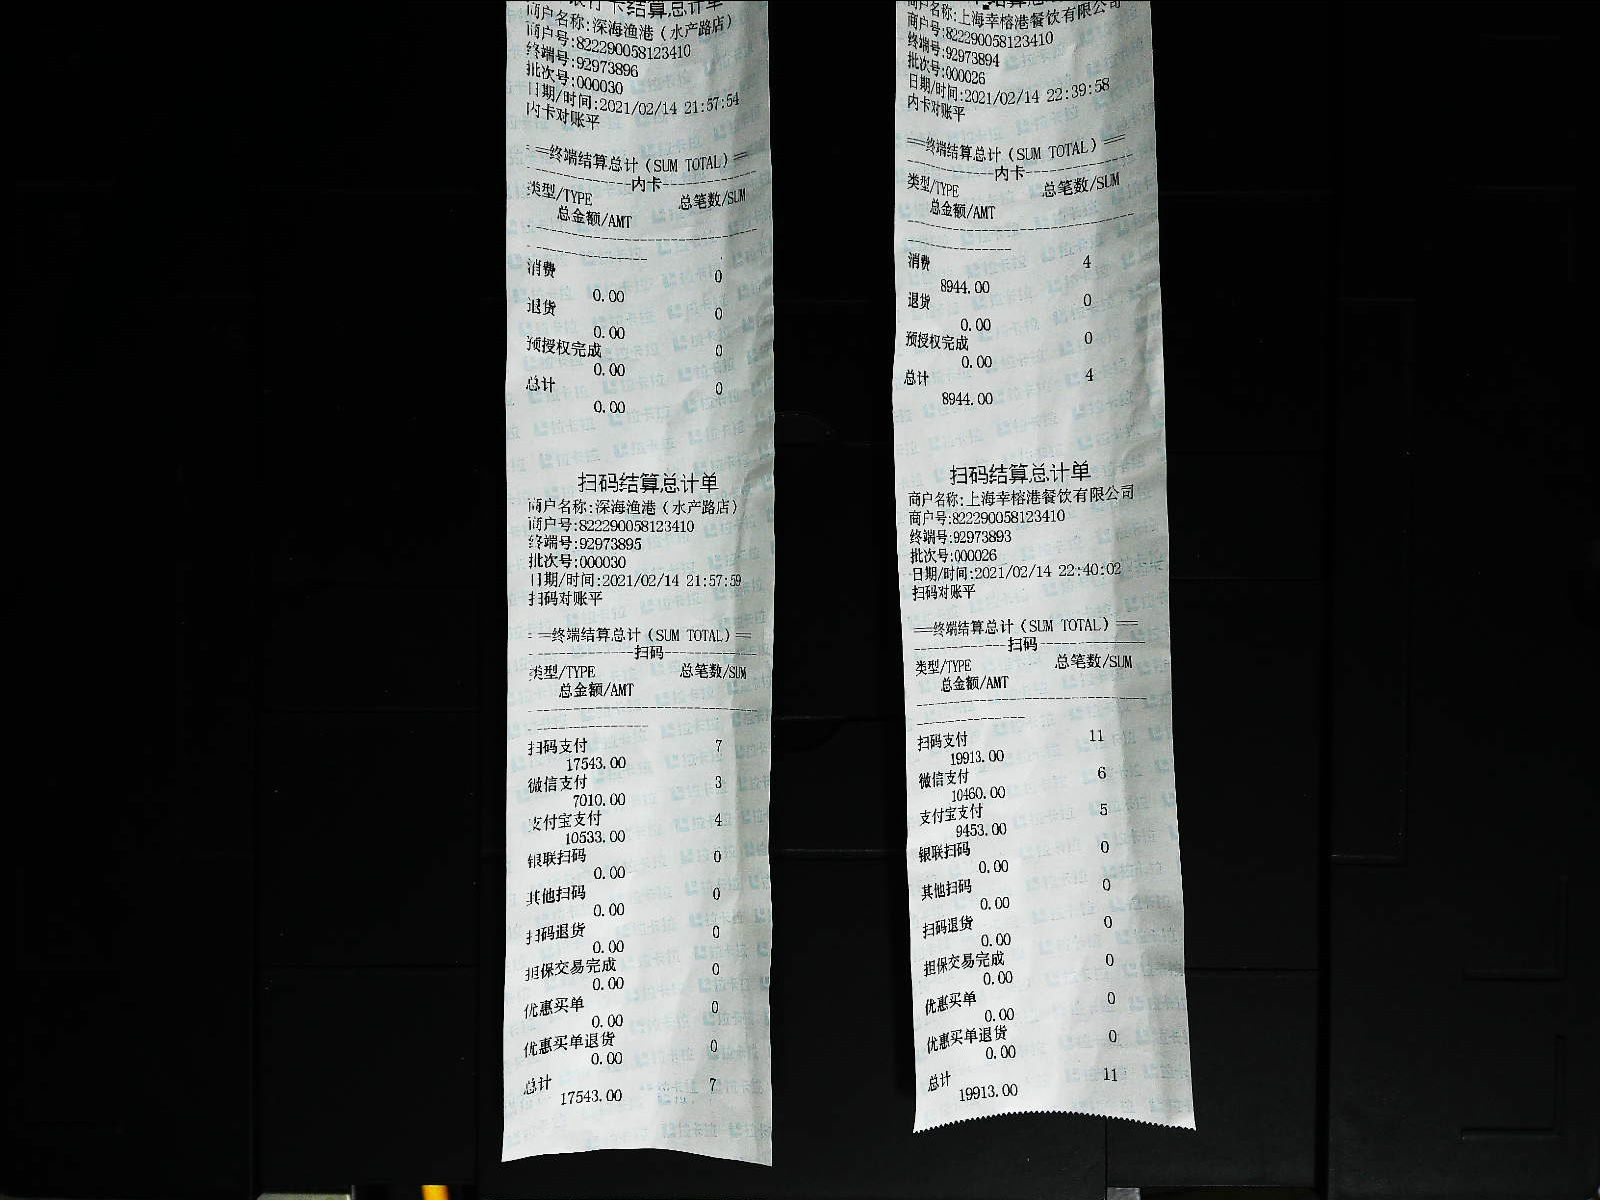 银行卡结算总计单
商户名称:深海渔港(水产路店)
商户号:822290058123410
终端号:92973896
批次号:000030
日期/时间:2021/02/14 21:57:54
内卡对账平
==终端结算总计(SUM TOTAL)==
内卡
类型/TYPE 总笔数/SUM
总金额/AMT
消费 0
0.00
退货 0
0.00
预授权完成 0
0.00
总计 0
0.00
扫码结算总计单
商户名称:深海渔港(水产路店)
商户号:822290058123410
终端号:92973895
批次号:000030
日期/时间:2021/02/14 21:57:59
扫码对账平
==终端结算总计(SUM TOTAL)==
扫码
类型/TYPE 总笔数/SUM
总金额/AMT
扫码支付 7
17543.00
微信支付 3
7010.00
支付宝支付 4
10533.00
银联扫码 0
0.00
其他扫码 0
0.00
扫码退货 0
0.00
担保交易完成 0
0.00
优惠买单 0
0.00
优惠买单退货 0
0.00
总计 7
17543.00
商户名称:上海幸榕港餐饮有限公司
商户号:822290058123410
终端号:92973894
批次号:000026
日期/时间:2021/02/14 22:39:58
内卡对账平
==终端结算总计(SUM TOTAL)==
内卡
类型/TYPE 总笔数/SUM
总金额/AMT
消费 4
8944.00
退货 0
0.00
预授权完成 0
0.00
总计 4
8944.00
扫码结算总计单
商户名称:上海幸榕港餐饮有限公司
商户号:822290058123410
终端号:92973893
批次号:000026
日期/时间:2021/02/14 22:40:02
扫码对账平
==终端结算总计(SUM TOTAL)==
扫码
类型/TYPE 总笔数/SUM
总金额/AMT
扫码支付 11
19913.00
微信支付 6
10460.00
支付宝支付 5
9453.00
银联扫码 0
0.00
其他扫码 0
0.00
扫码退货 0
0.00
担保交易完成 0
0.00
优惠买单 0
0.00
优惠买单退货 0
0.00
总计 11
19913.00